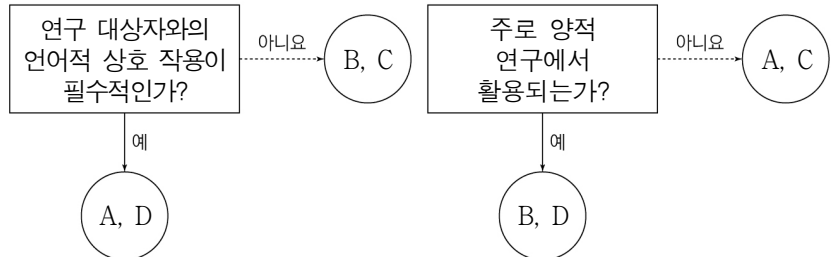 연구 대상자와의
언어적 상호 작용이
필수적인가?
아니요
B, C
예
A, D
주로 양적
연구에서
활용되는가?
아니요
A, C
예
B, D